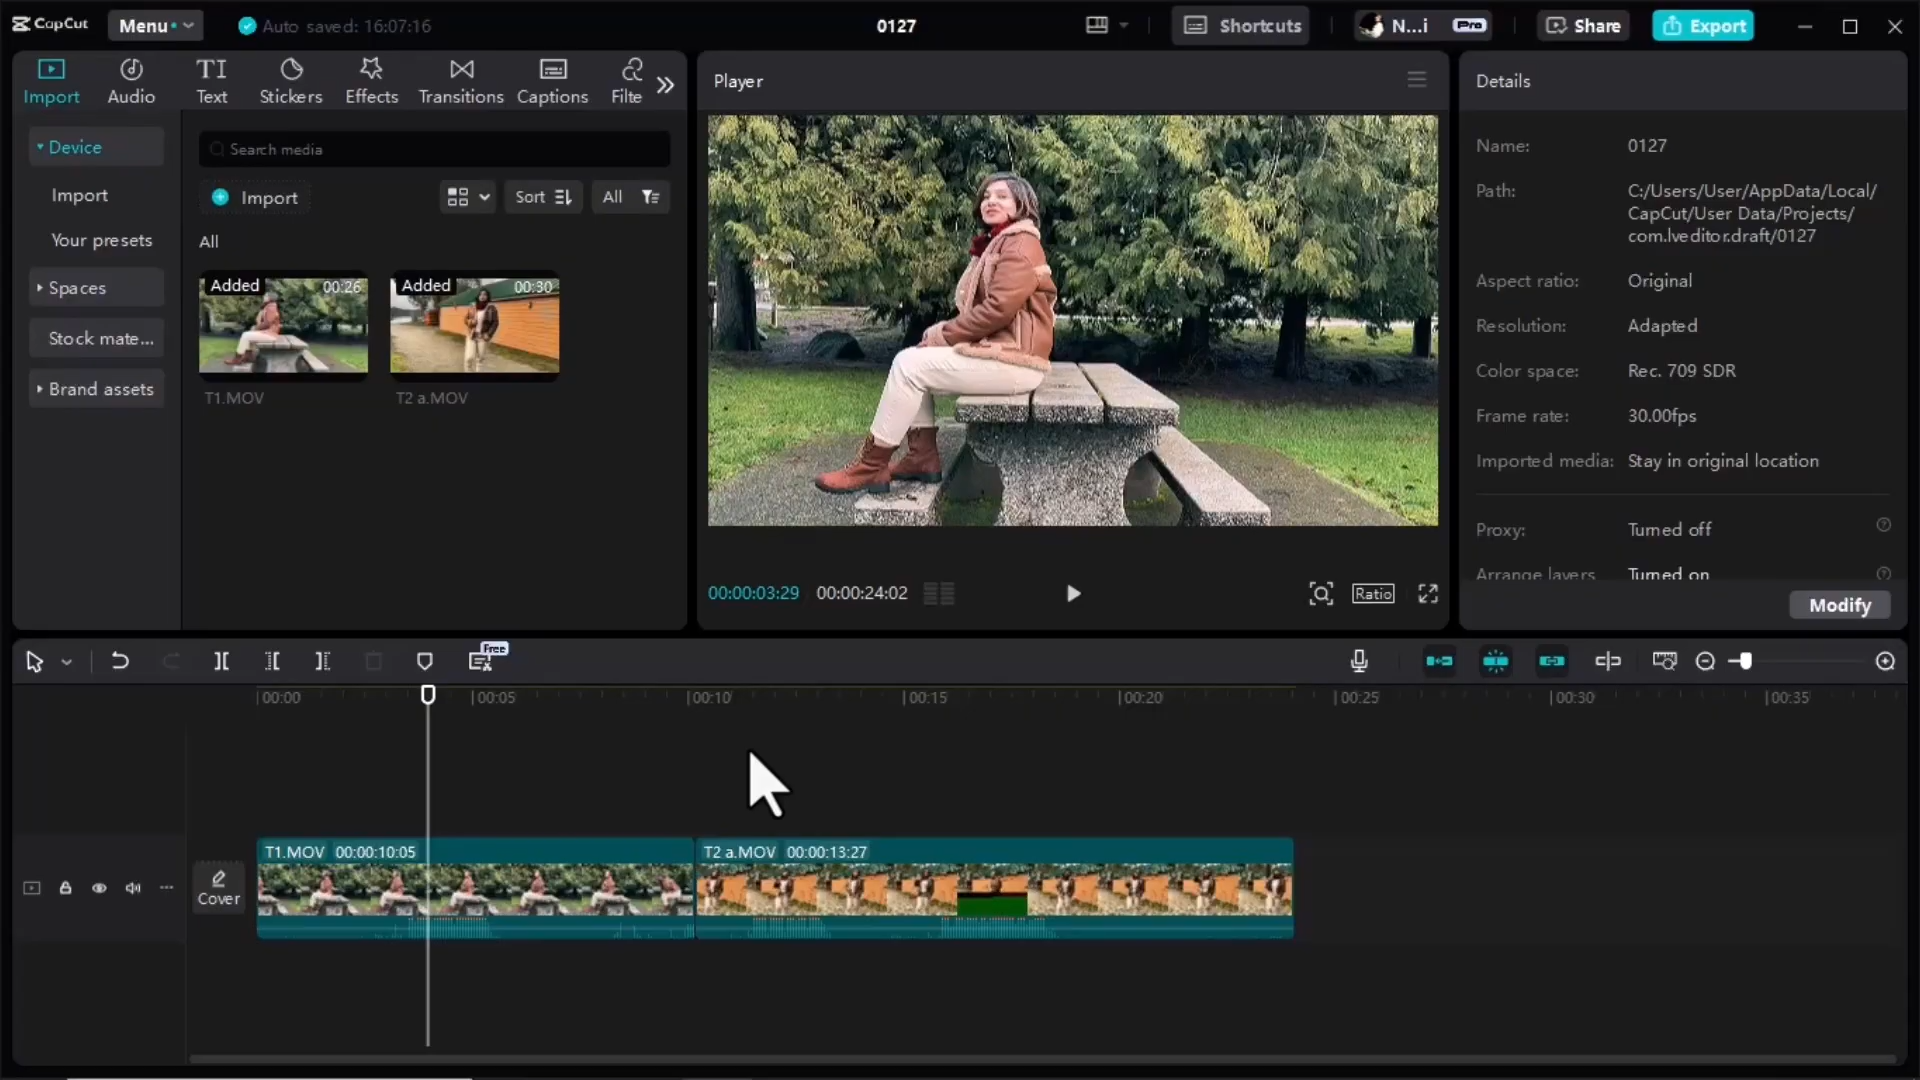 CapCut
Menu
Auto saved: 16:07:16
0127
Shortcuts
N...i
Pro
Share
Export
Import
Audio
TI
Text
Stickers
Effects
Transitions
Captions
Filte
Device
Import
Your presets
Spaces
Stock mate...
Brand assets
Search media
Import
Sort
All
All
Added 00:26
T1.MOV
Added 00:30
T2 a.MOV
Player
00:00:03:29 00:00:24:02
Ratio
Details
Name: 0127
Path: C:/Users/User/AppData/Local/
CapCut/User Data/Projects/
com.lveditor.draft/0127
Aspect ratio: Original
Resolution: Adapted
Color space: Rec. 709 SDR
Frame rate: 30.00fps
Imported media: Stay in original location
Proxy: Turned off
Arrange layers Turned on
Modify
Free
00:00 00:05 00:10 00:15 00:20 00:25 00:30 00:35
Cover
T1.MOV 00:00:10:05
T2 a.MOV 00:00:13:27